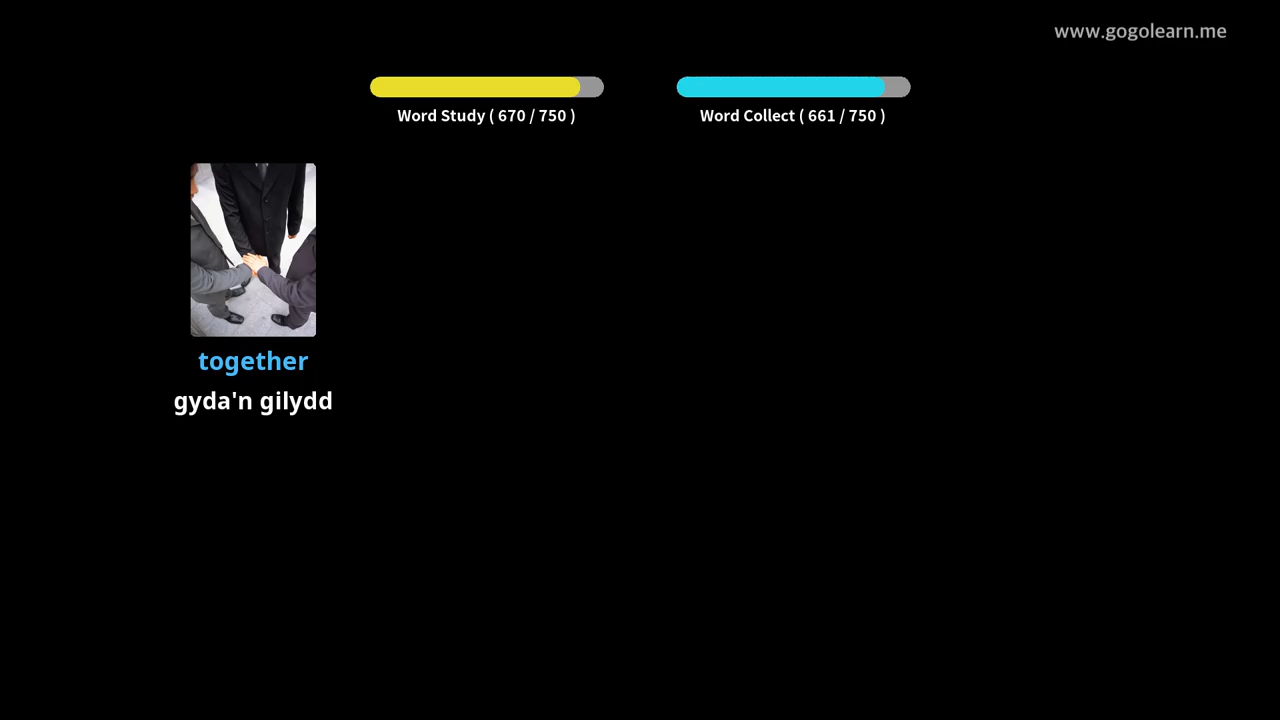 www.gogolearn.me
Word Study ( 670 / 750 )
Word Collect ( 661 / 750 )
together
gyda'n gilydd